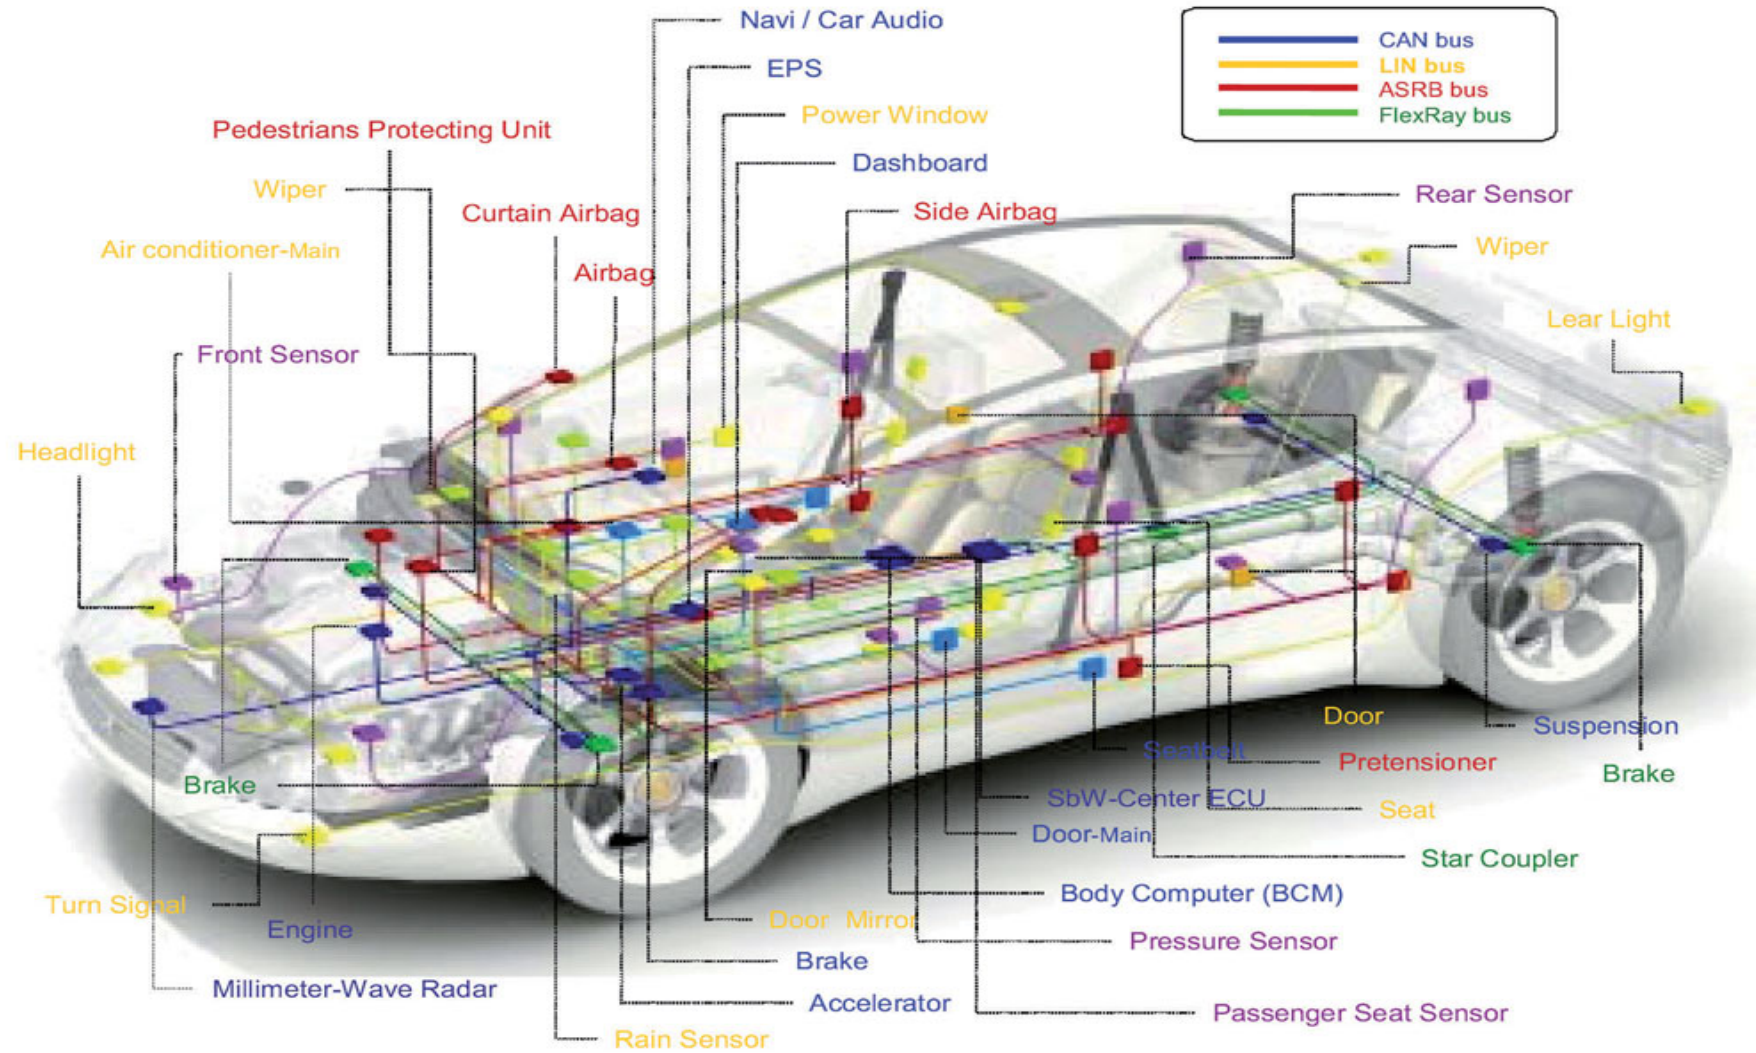 Navi / Car Audio
CAN bus
LIN bus
ASRB bus
FlexRay bus
EPS
Power Window
Pedestrians Protecting Unit
Dashboard
Wiper
Rear Sensor
Curtain Airbag
Side Airbag
Wiper
Air conditioner-Main
Airbag
Lear Light
Front Sensor
Headlight
Door
Suspension
Seatbelt
Pretensioner
Brake
Brake
SbW-Center ECU
Seat
Door-Main
Star Coupler
Body Computer (BCM)
Turn Signal
Door Mirror
Engine
Pressure Sensor
Brake
Millimeter-Wave Radar
Accelerator
Passenger Seat Sensor
Rain Sensor